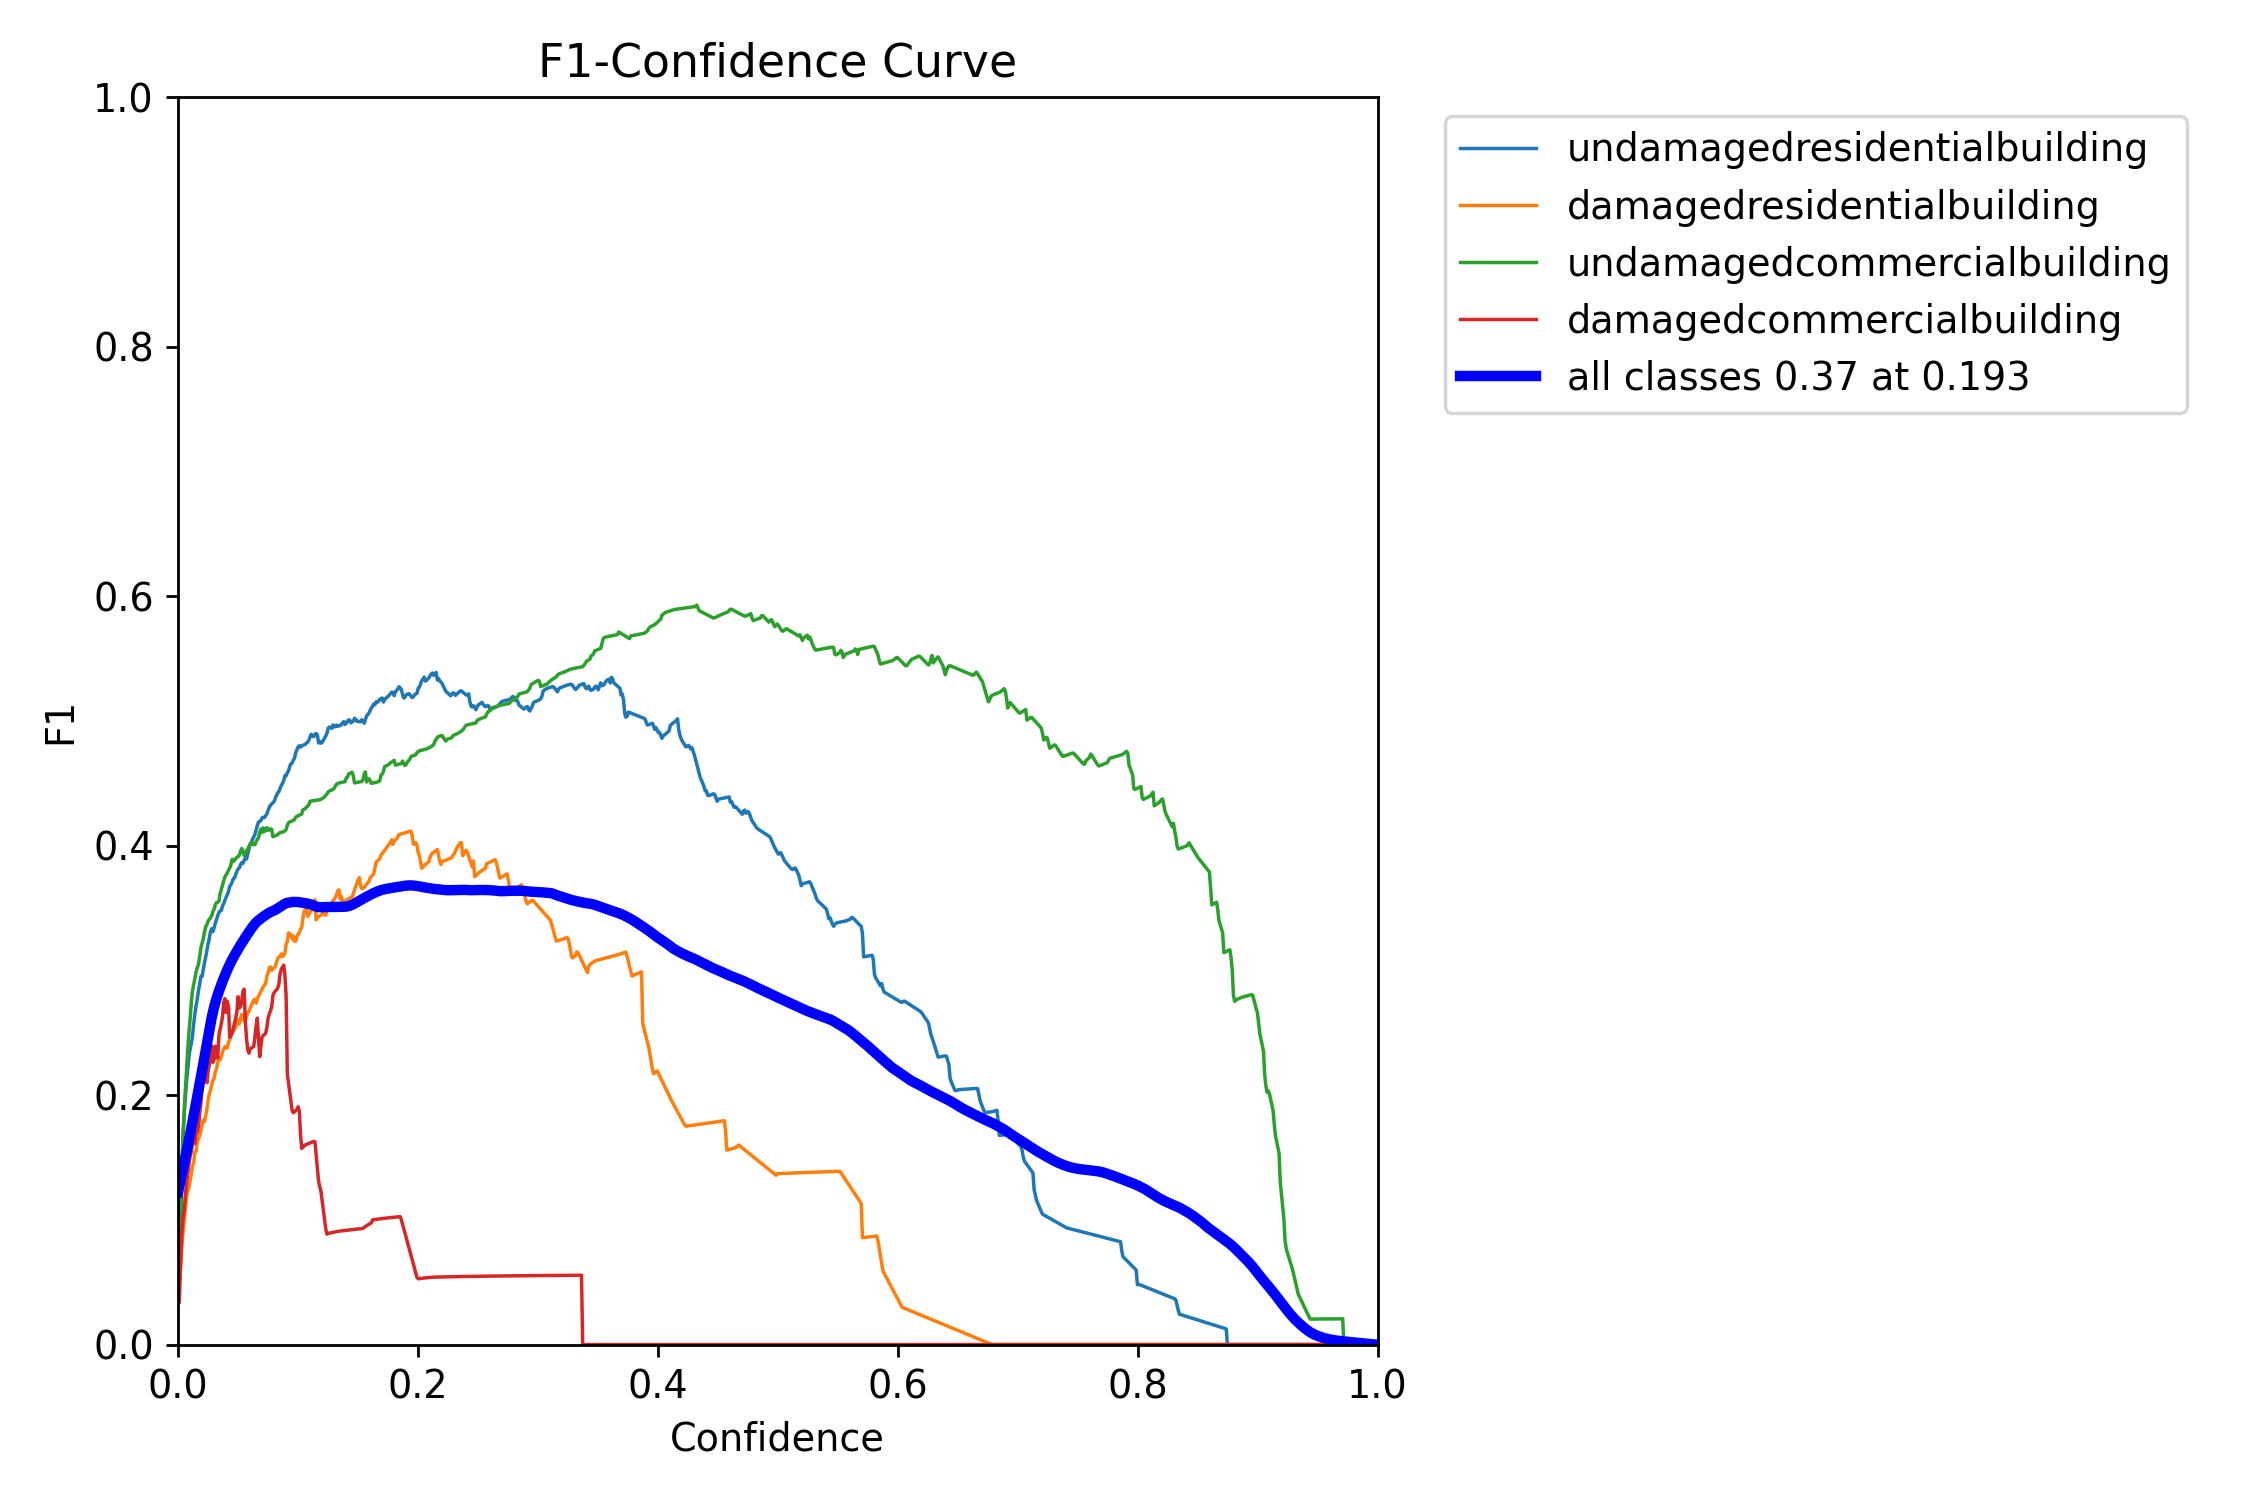 F1-Confidence Curve
1.0
0.8
0.6
0.4
0.2
0.0
F1
0.0 0.2 0.4 0.6 0.8 1.0
Confidence
undamagedresidentialbuilding
damagedresidentialbuilding
undamagedcommercialbuilding
damagedcommercialbuilding
all classes 0.37 at 0.193